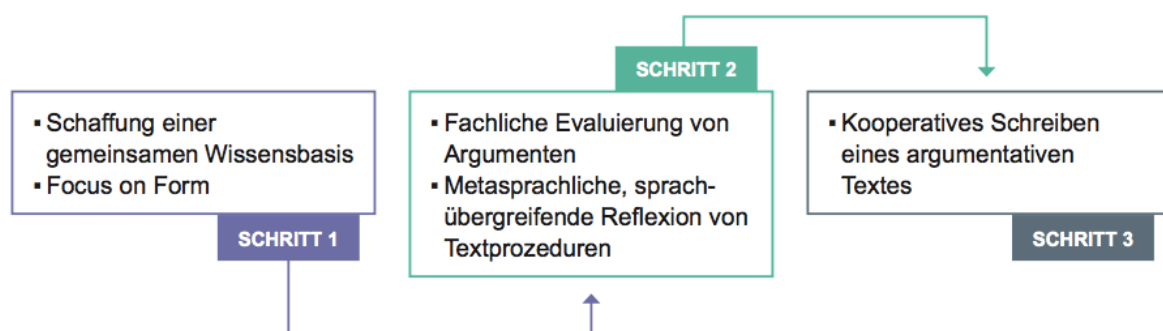 ▪ Schaffung einer
gemeinsamen Wissensbasis
▪ Focus on Form
SCHRITT 1
SCHRITT 2
▪ Fachliche Evaluierung von
Argumenten
▪ Metasprachliche, sprach-
übergreifende Reflexion von
Textprozeduren
▪ Kooperatives Schreiben
eines argumentativen
Textes
SCHRITT 3